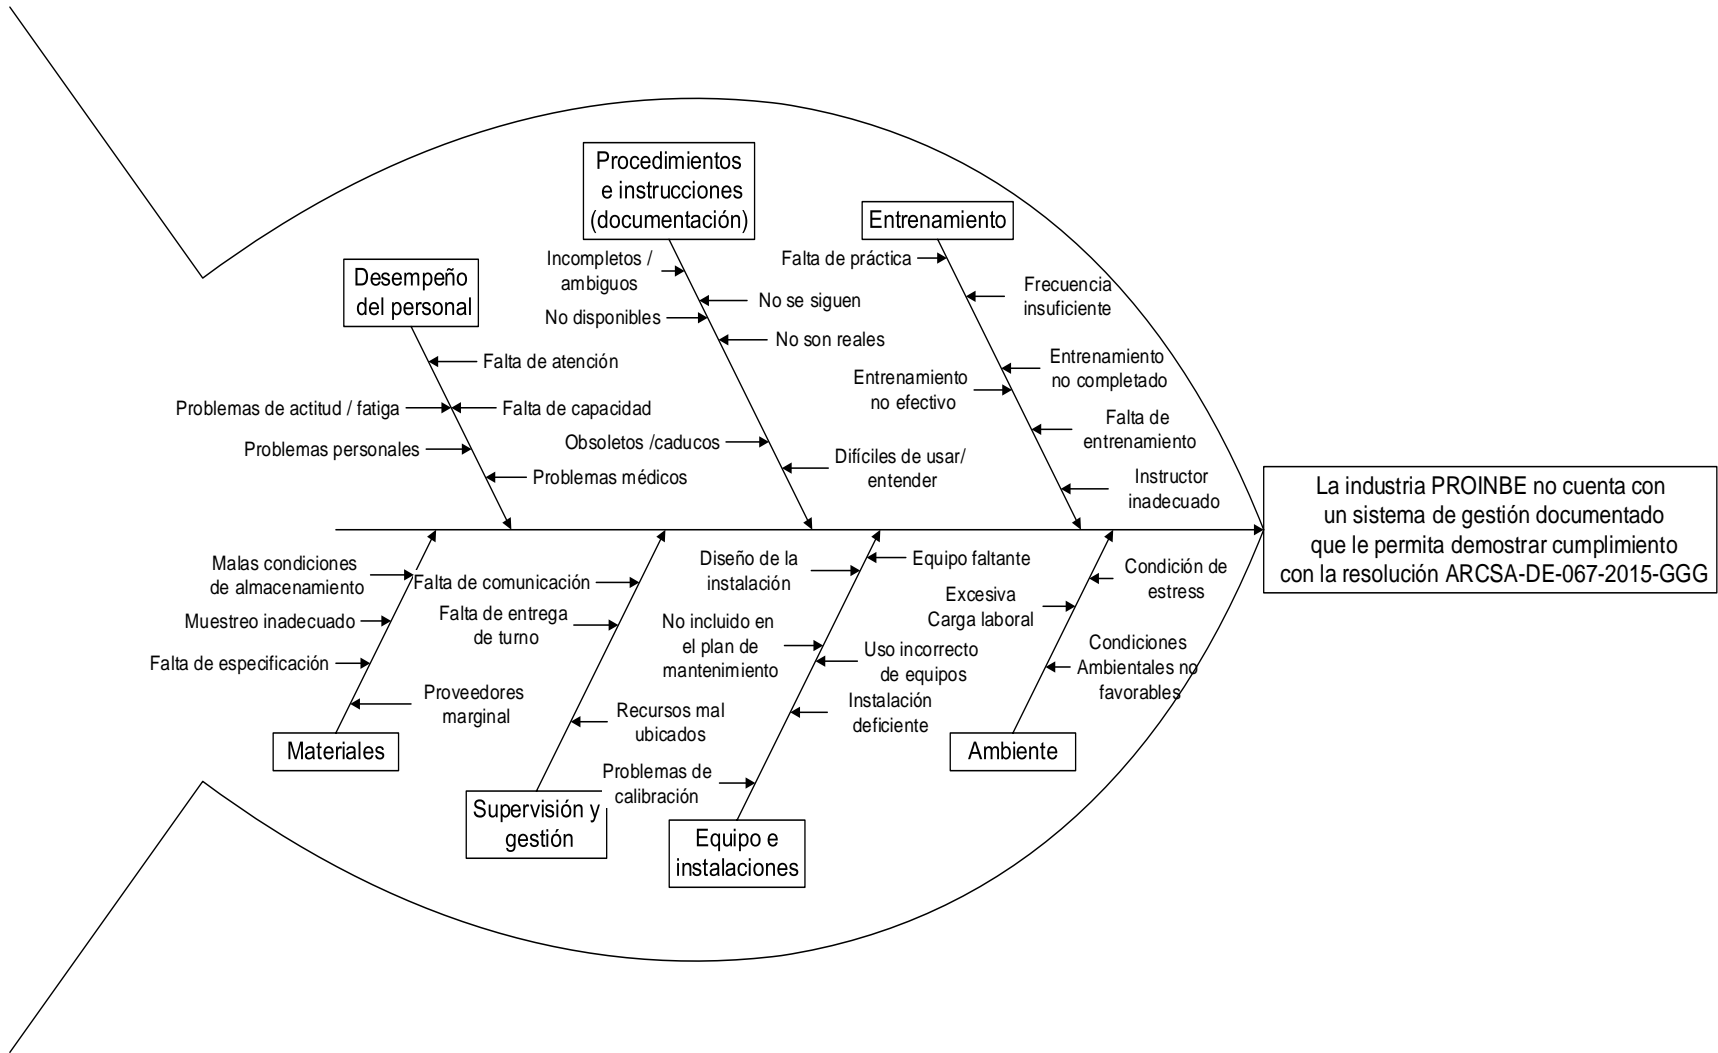 Procedimientos
e instrucciones
(documentación)
Entrenamiento
Desempeño
del personal
Incompletos /
ambiguos
No se siguen
No disponibles
No son reales
Obsoletos /caducos
Difíciles de usar/
entender
Falta de práctica
Frecuencia
insuficiente
Entrenamiento
no completado
Entrenamiento
no efectivo
Falta de
entrenamiento
Instructor
inadecuado
Falta de atención
Problemas de actitud / fatiga
Falta de capacidad
Problemas personales
Problemas médicos
La industria PROINBE no cuenta con
un sistema de gestión documentado
que le permita demostrar cumplimiento
con la resolución ARCSA-DE-067-2015-GGG
Malas condiciones
de almacenamiento
Muestreo inadecuado
Falta de especificación
Proveedores
marginal
Materiales
Falta de comunicación
Falta de entrega
de turno
Recursos mal
ubicados
Supervisión y
gestión
Diseño de la
instalación
Equipo faltante
No incluido en
el plan de
mantenimiento
Uso incorrecto
de equipos
Instalación
deficiente
Problemas de
calibración
Equipo e
instalaciones
Condición de
estress
Excesiva
Carga laboral
Condiciones
Ambientales no
favorables
Ambiente